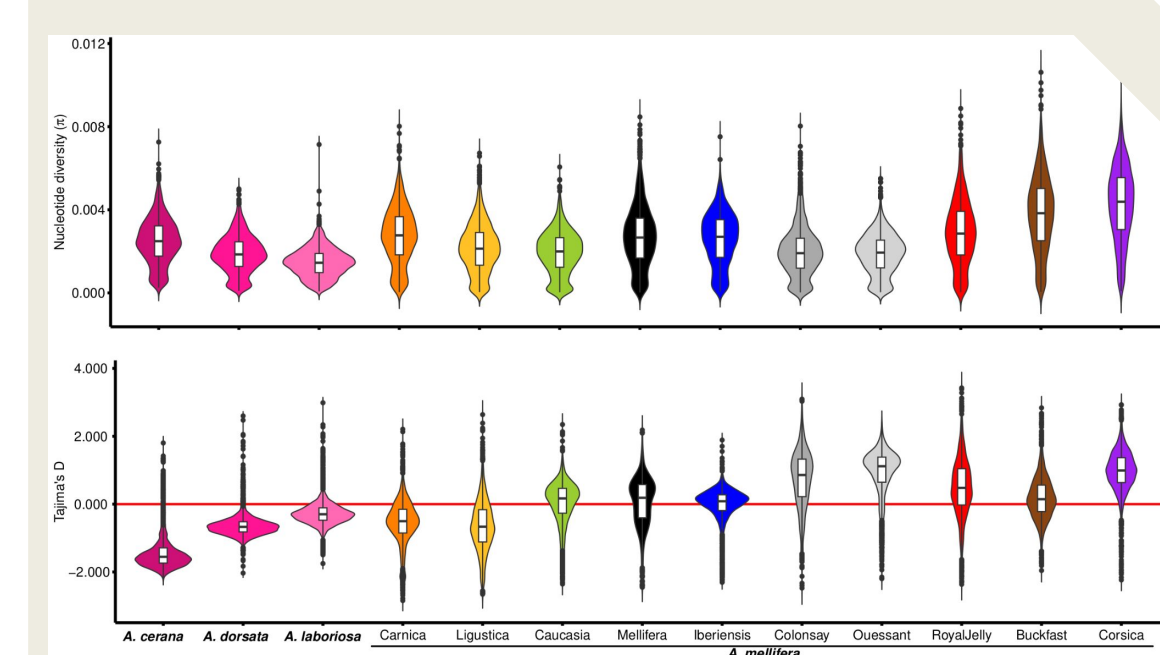 0.012
0.008
0.004
0.000
Nucleotide diversity (π)
4.000
2.000
0.000
−2.000
Tajima's D
A. cerana A. dorsata A. laboriosa Carnica Ligustica Caucasia Mellifera Iberiensis Colonsay Ouessant RoyalJelly Buckfast Corsica
A. mellifera